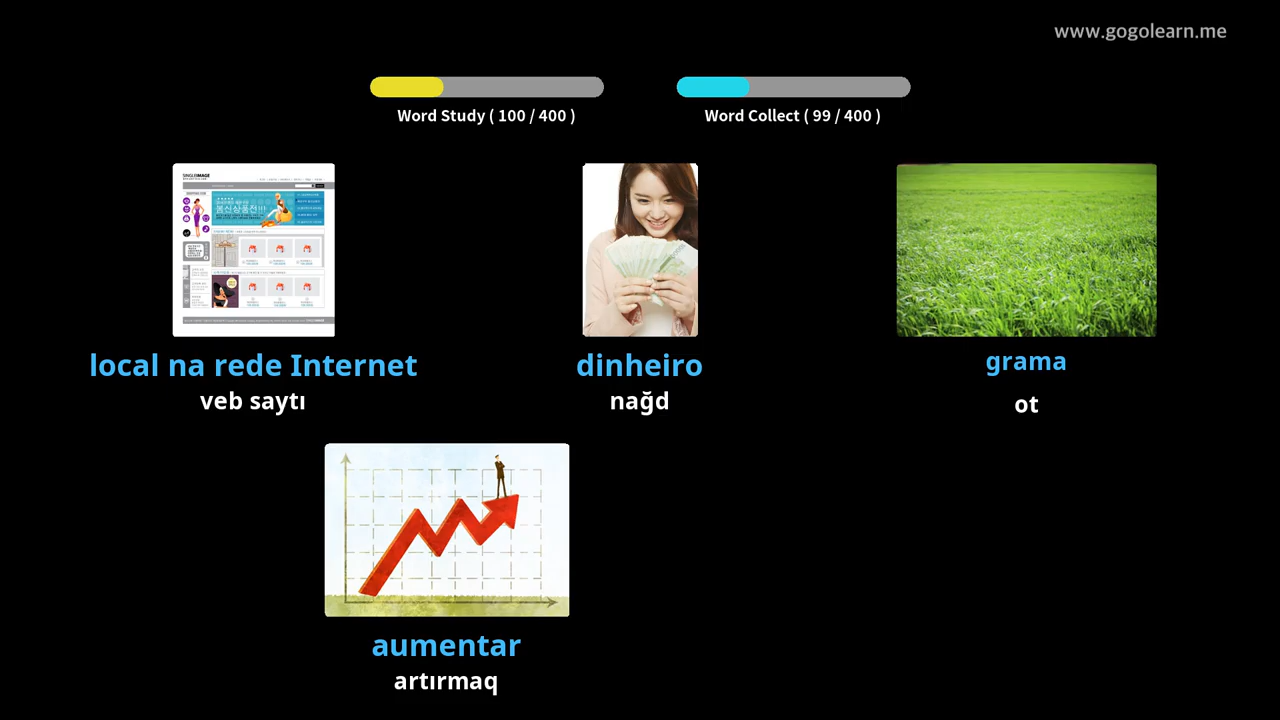 www.gogolearn.me
Word Study ( 100 / 400 )
Word Collect ( 99 / 400 )
local na rede Internet
veb saytı
dinheiro
nağd
grama
ot
aumentar
artırmaq